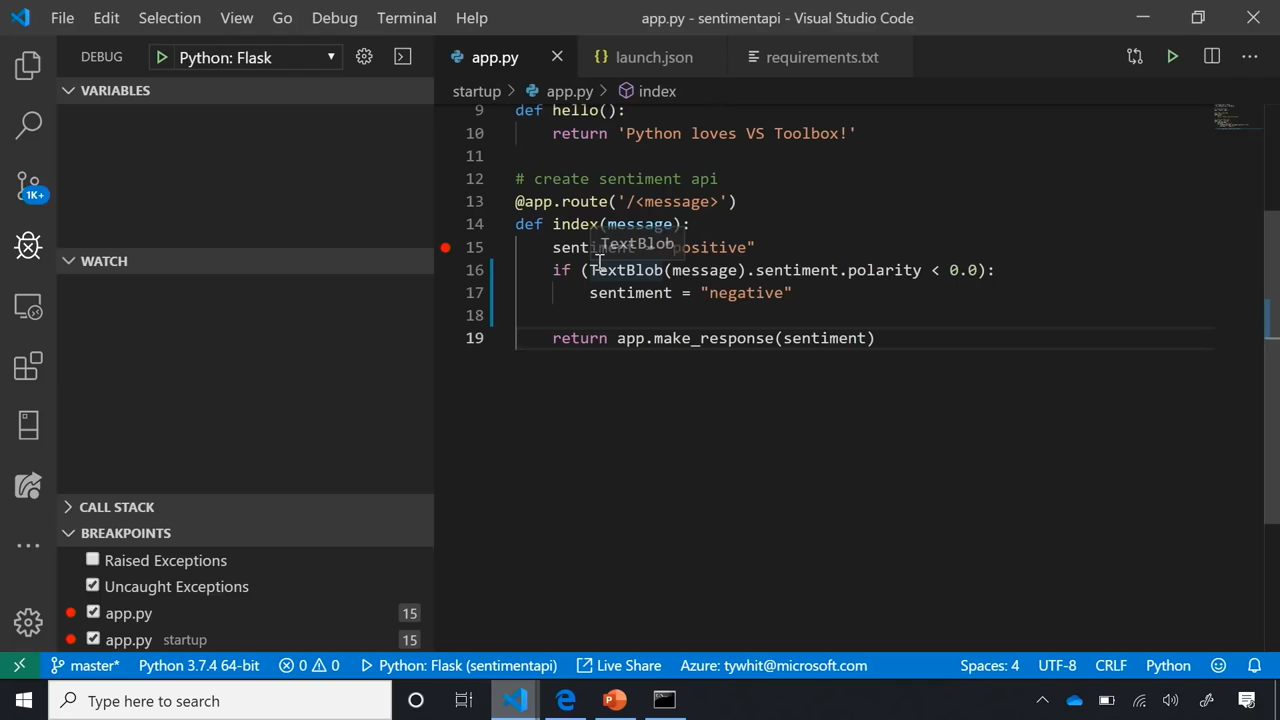 File Edit Selection View Go Debug Terminal Help
app.py - sentimentapi - Visual Studio Code
DEBUG Python: Flask
app.py launch.json requirements.txt
startup > app.py > index
VARIABLES
WATCH
CALL STACK
BREAKPOINTS
Raised Exceptions
Uncaught Exceptions
app.py 15
app.py startup 15
1K+
9 def hello():
10 return 'Python loves VS Toolbox!'
11
12 # create sentiment api
13 @app.route('/<message>')
14 def index(message):
TextBlob
15 sentiment = "positive"
16 if (TextBlob(message).sentiment.polarity < 0.0):
17 sentiment = "negative"
18
19 return app.make_response(sentiment)
master* Python 3.7.4 64-bit 0 0 Python: Flask (sentimentapi) Live Share Azure: tywhit@microsoft.com Spaces: 4 UTF-8 CRLF Python
Type here to search